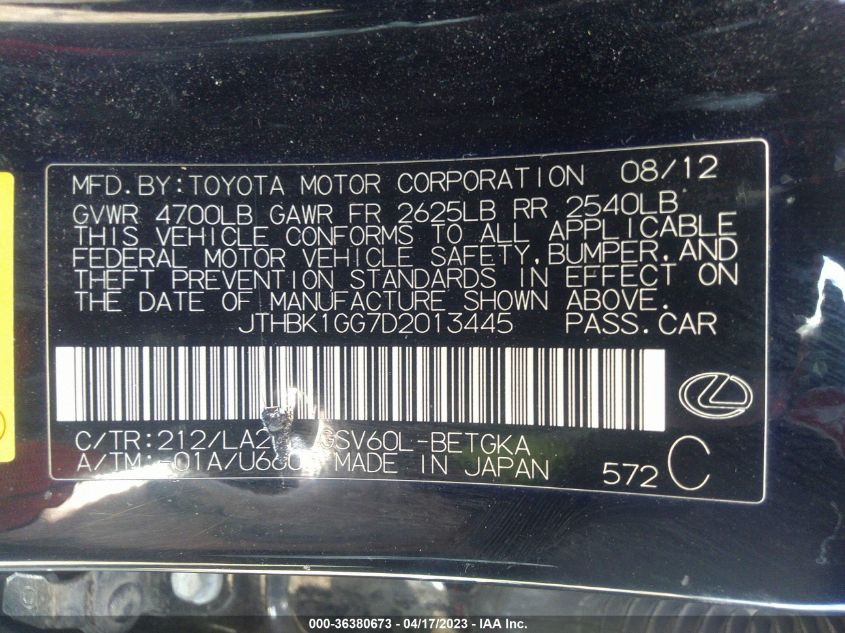 MFD.BY:TOYOTA MOTOR CORPORATION 08/12
GVWR 4700LB GAWR FR 2625LB RR 2540LB
THIS VEHICLE CONFORMS TO ALL APPLICABLE
FEDERAL MOTOR VEHICLE SAFETY,BUMPER,AND
THEFT PREVENTION STANDARDS IN EFFECT ON
THE DATE OF MANUFACTURE SHOWN ABOVE.
JTHBK1GG7D2013445 PASS.CAR
C/TR:212/LA2 GSV60L-BETGKA
A/TM:-01A/U660 MADE IN JAPAN 572 C
000-36380673 - 04/17/2023 - IAA Inc.